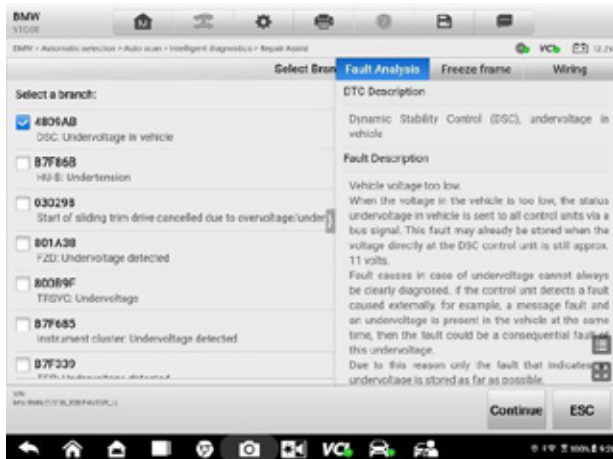 BMW
BMW > Automatic selection > Auto scan > Intelligent diagnostics > Repair Assist
VCI
Select Bran
Fault Analysis
Freeze frame
Wiring
Select a branch:
4809AB
DSC: Undervoltage in vehicle
B7F86B
HU-B: Undertension
030298
Start of sliding trim drive cancelled due to overvoltage/under
801A38
FZD: Undervoltage detected
TRSVC: Undervoltage
B7F685
Instrument cluster: Undervoltage detected
B7F339
DTC Description
Dynamic Stability Control (DSC), undervoltage in
vehicle
Fault Description
Vehicle voltage too low.
When the voltage in the vehicle is too low, the status
undervoltage in vehicle is sent to all control units via a
bus signal. This fault may already be stored when the
voltage directly at the DSC control unit is still approx.
11 volts.
Fault causes in case of undervoltage cannot always
be clearly diagnosed. if the control unit detects a fault
caused externally, for example, a message fault and
an undervoltage is present in the vehicle at the same
time, then the fault could be a consequential fault of
this undervoltage.
Due to this reason only the fault that indicates
undervoltage is stored as far as possible.
Continue
ESC
VCI